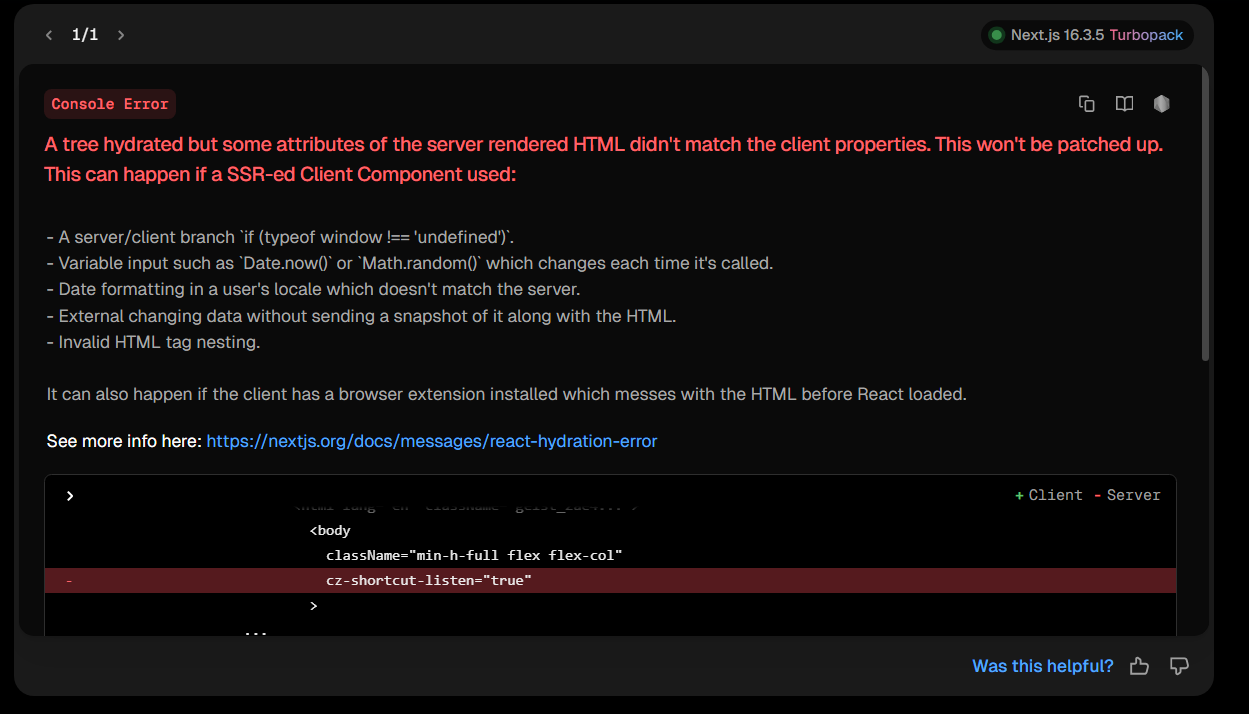 1/1
Next.js 16.3.5 Turbopack
Console Error
A tree hydrated but some attributes of the server rendered HTML didn't match the client properties. This won't be patched up.
This can happen if a SSR-ed Client Component used:
- A server/client branch `if (typeof window !== 'undefined')`.
- Variable input such as `Date.now()` or `Math.random()` which changes each time it's called.
- Date formatting in a user's locale which doesn't match the server.
- External changing data without sending a snapshot of it along with the HTML.
- Invalid HTML tag nesting.
It can also happen if the client has a browser extension installed which messes with the HTML before React loaded.
See more info here: https://nextjs.org/docs/messages/react-hydration-error
+ Client - Server
<body
className="min-h-full flex flex-col"
- cz-shortcut-listen="true"
>
...
Was this helpful?